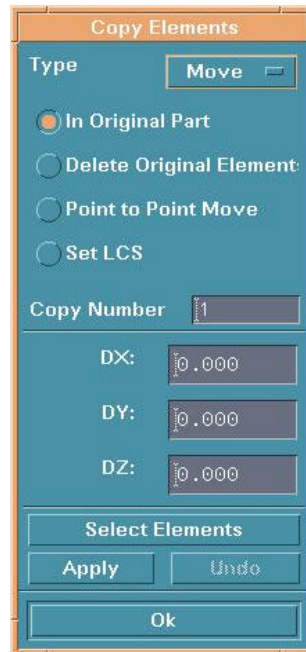 Copy Elements
Type Move
In Original Part
Delete Original Element
Point to Point Move
Set LCS
Copy Number 1
DX: 0.000
DY: 0.000
DZ: 0.000
Select Elements
Apply Undo
Ok